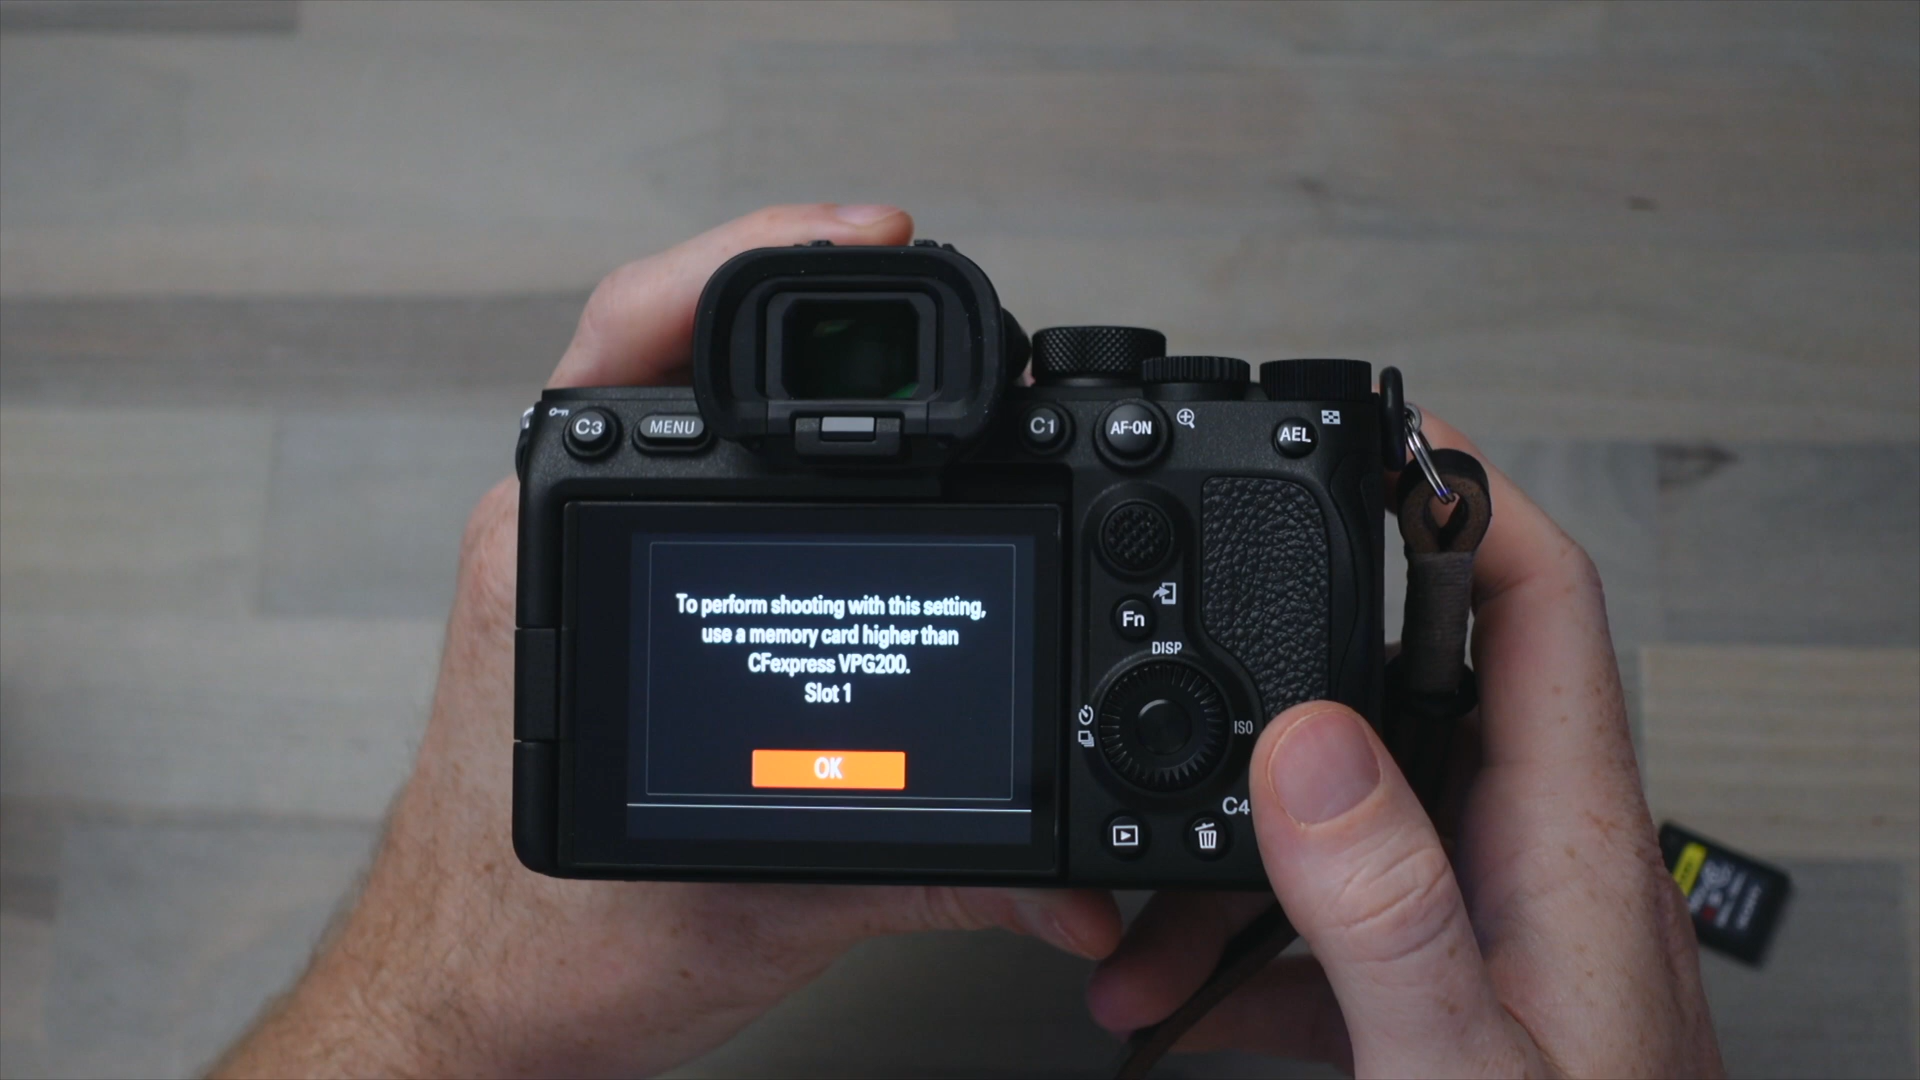 C3
MENU
C1
AF-ON
AEL
To perform shooting with this setting,
use a memory card higher than
CFexpress VPG200.
Slot 1
OK
Fn
DISP
ISO
C4